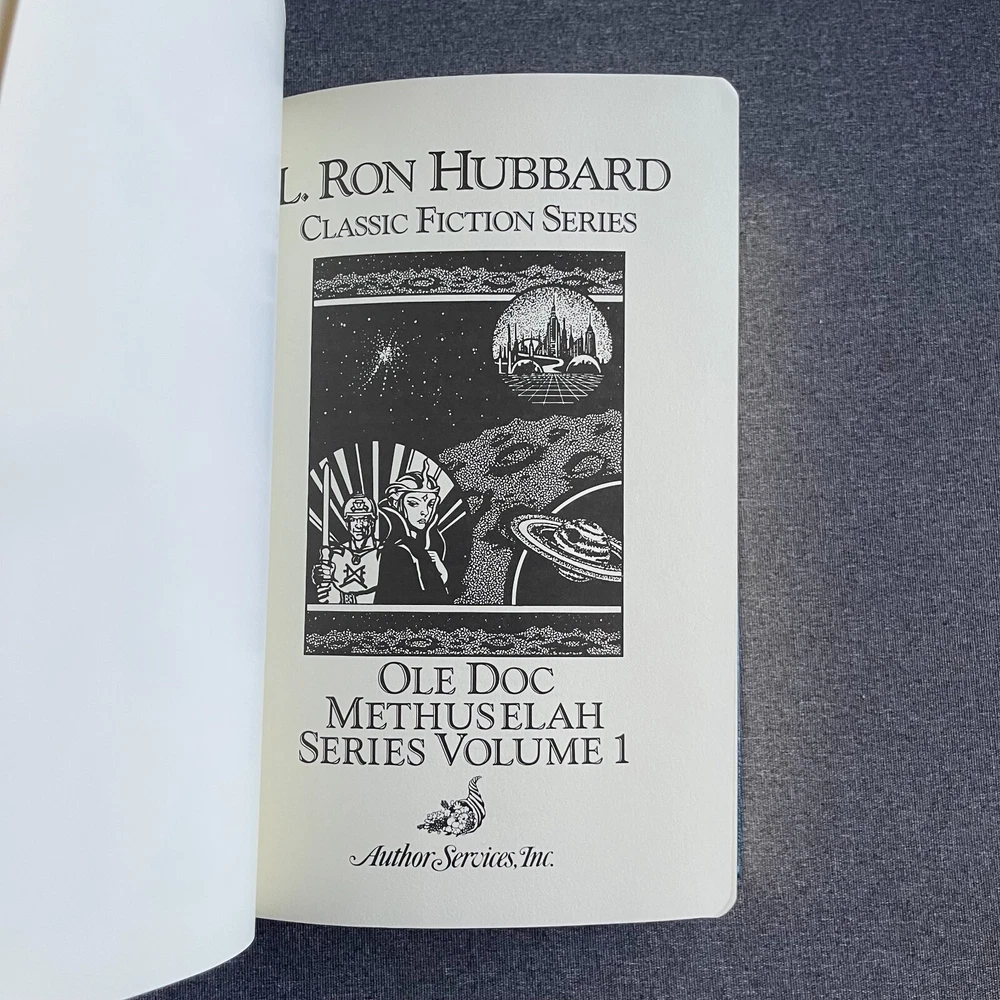 L. RON HUBBARD
CLASSIC FICTION SERIES
OLE DOC
METHUSELAH
SERIES VOLUME 1
Author Services, Inc.